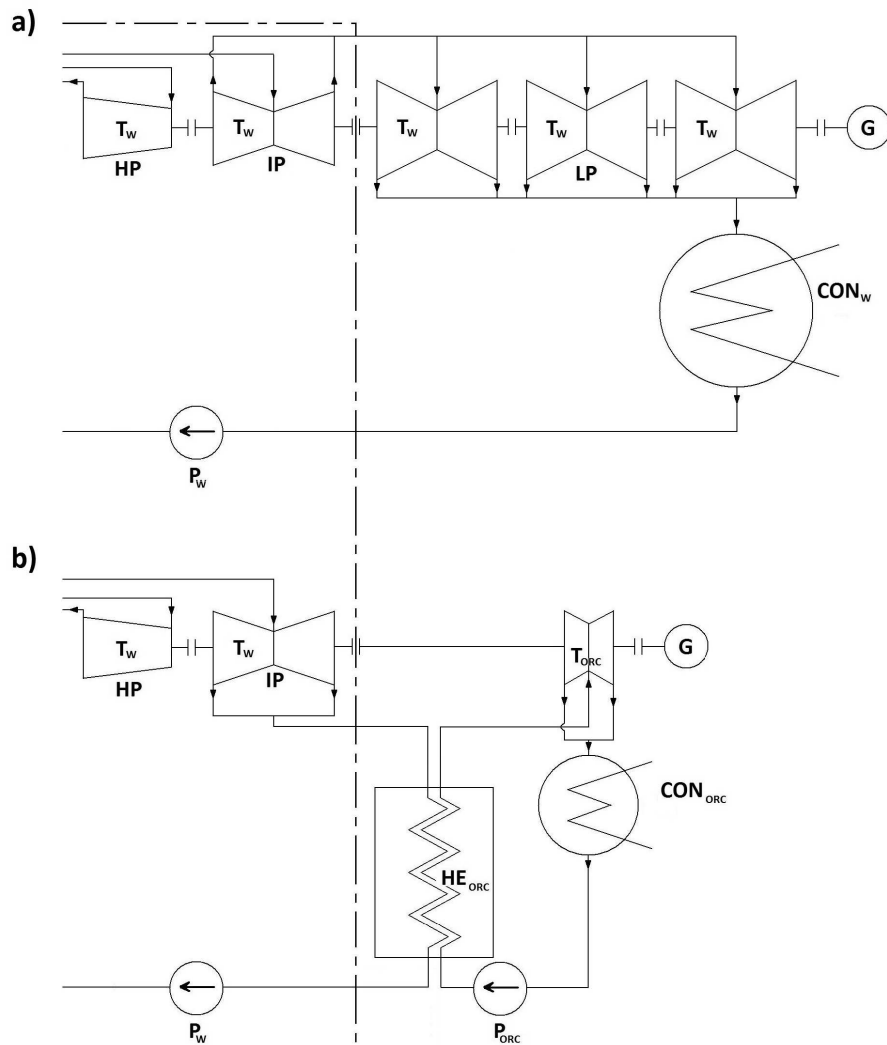 a)
T_W T_W T_W T_W T_W G
HP IP LP
CON_W
P_W
b)
T_W T_W T_ORC G
HP IP
CON_ORC
HE_ORC
P_W P_ORC